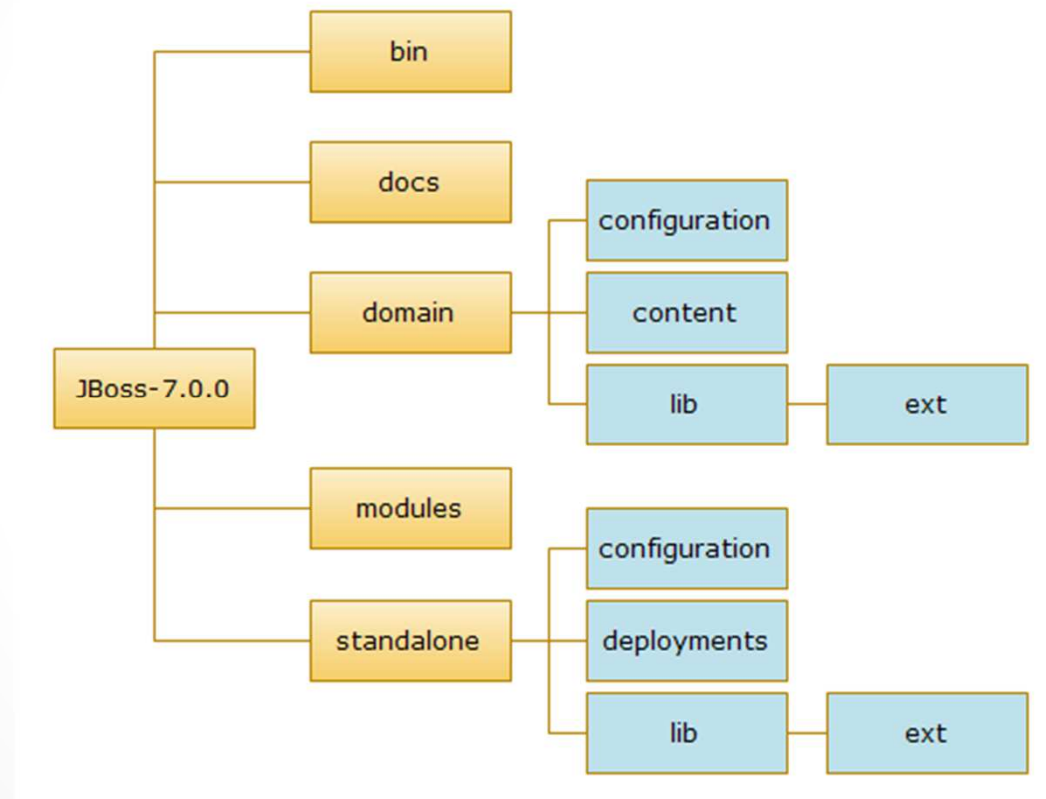 bin
docs
configuration
domain
content
JBoss-7.0.0
lib
ext
modules
configuration
standalone
deployments
lib
ext